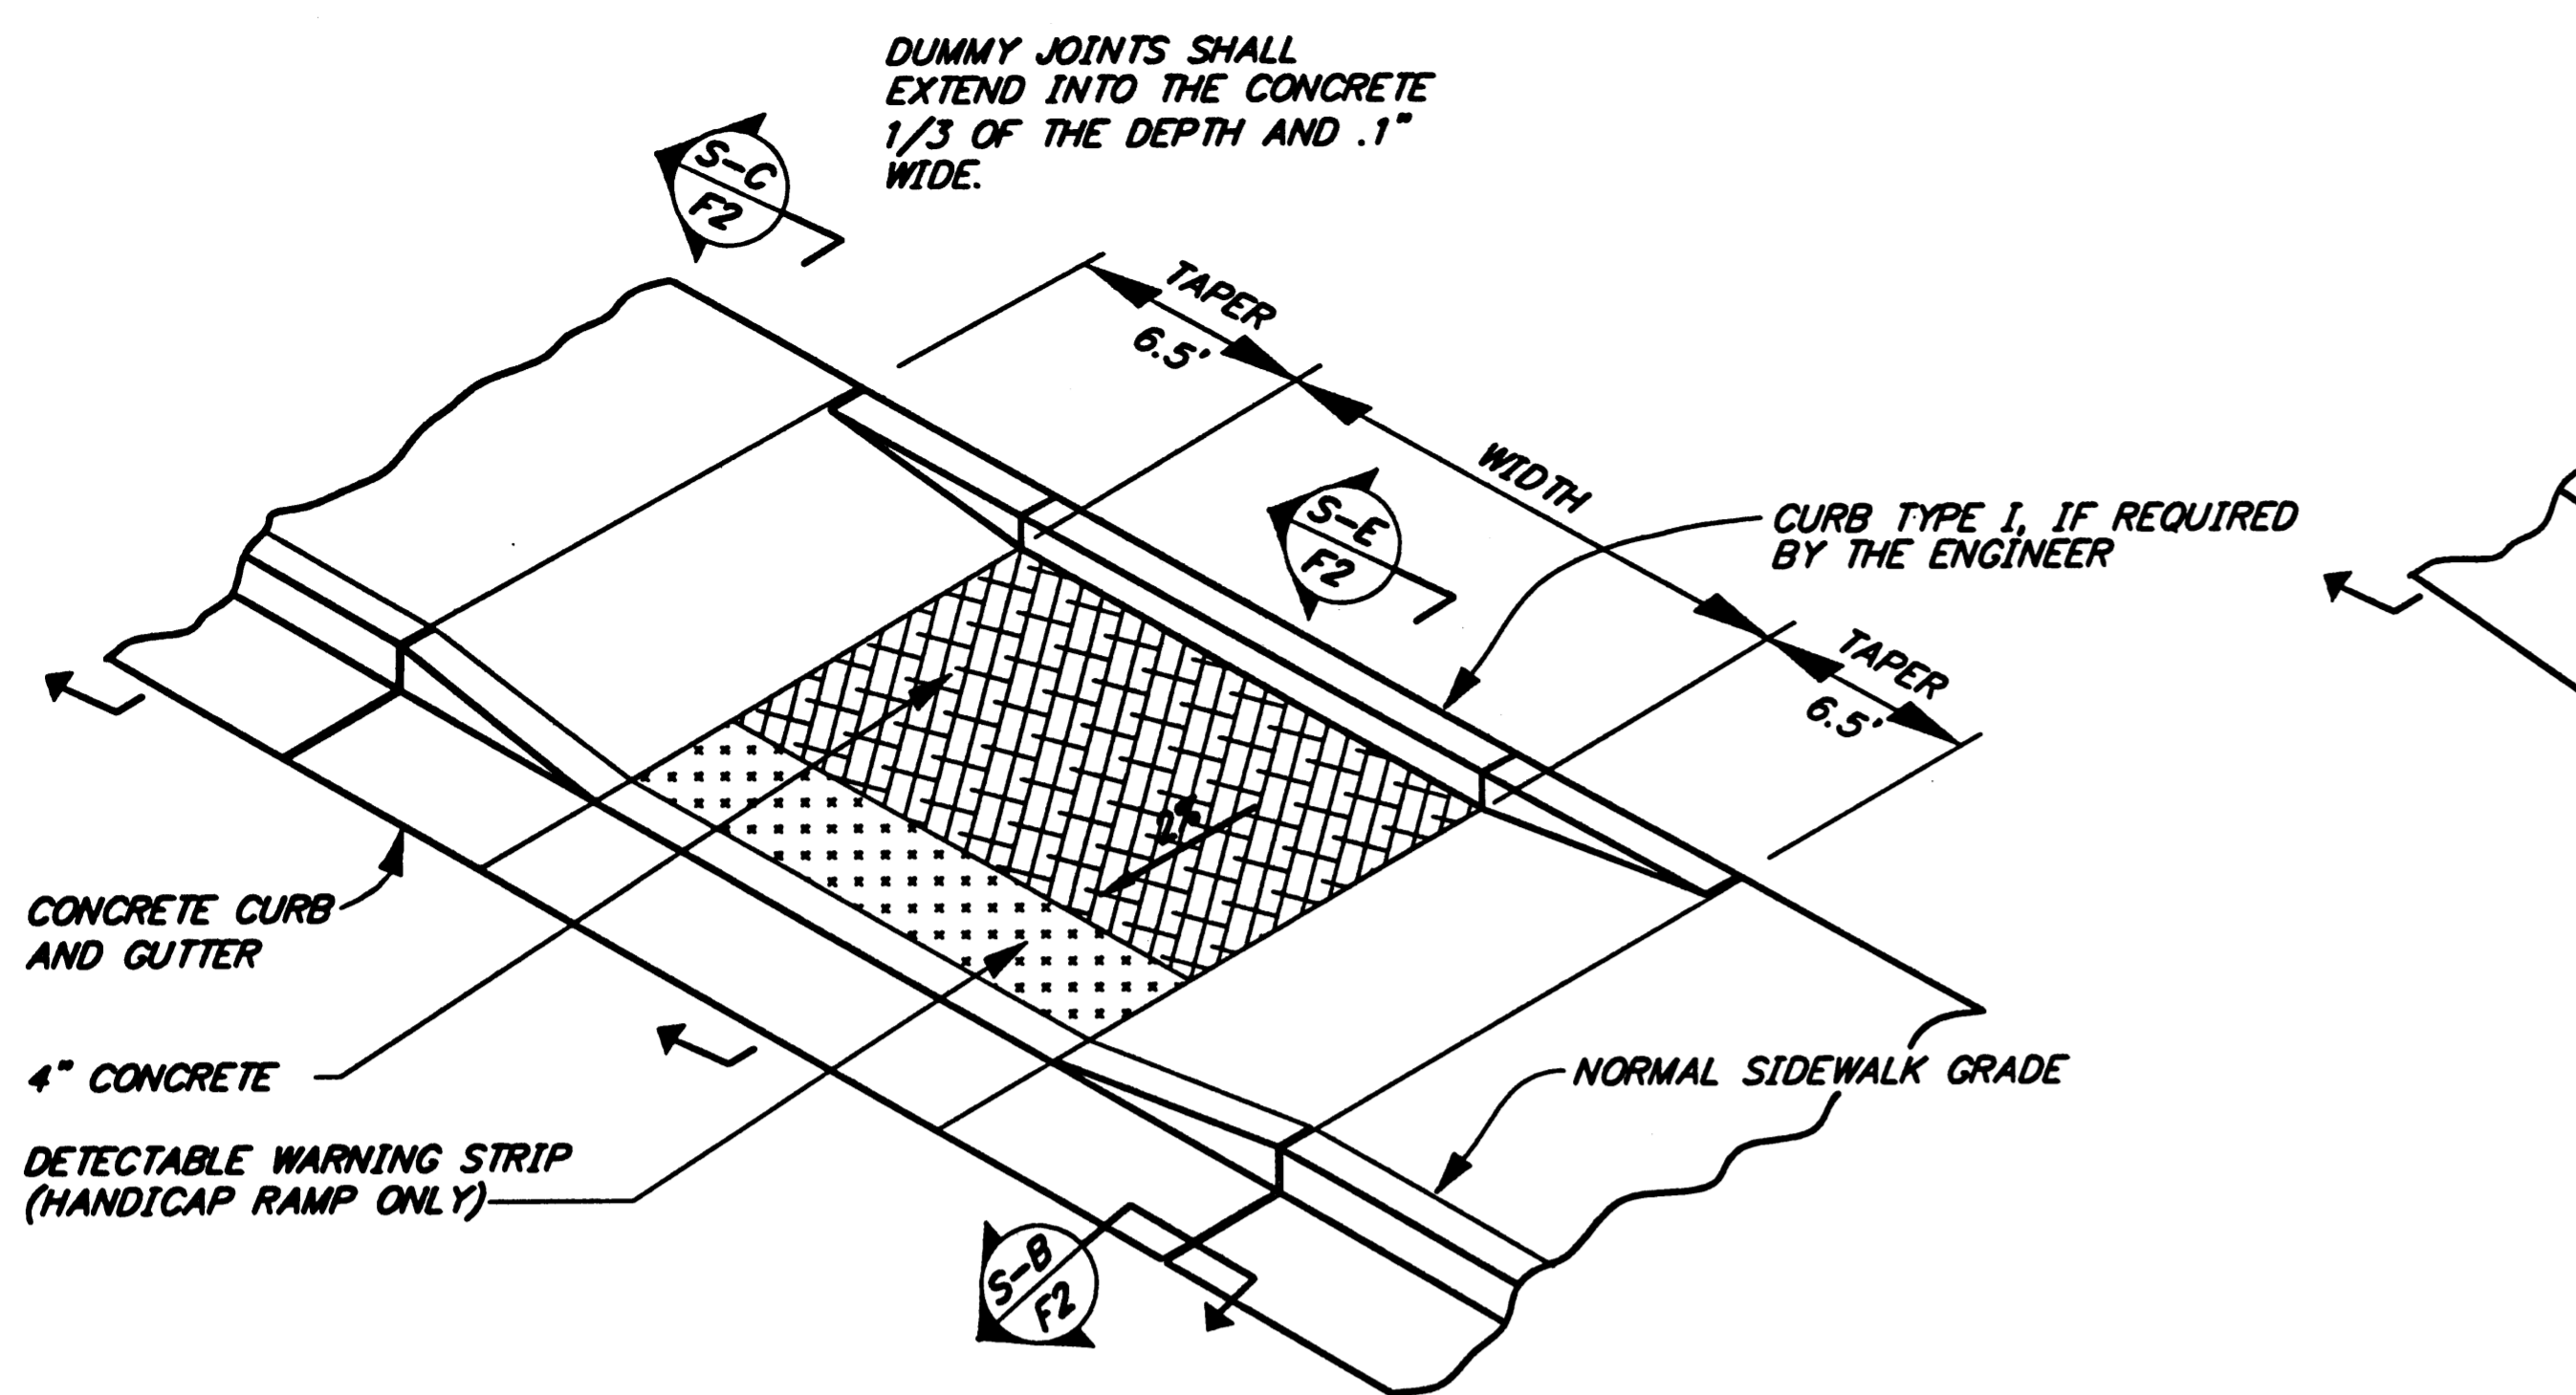 DUMMY JOINTS SHALL
EXTEND INTO THE CONCRETE
1/3 OF THE DEPTH AND .1"
WIDE.
S-C
F2
TAPER
6.5'
WIDTH
S-E
F2
CURB TYPE I, IF REQUIRED
BY THE ENGINEER
TAPER
6.5'
2%
CONCRETE CURB
AND GUTTER
4" CONCRETE
NORMAL SIDEWALK GRADE
DETECTABLE WARNING STRIP
(HANDICAP RAMP ONLY)
S-B
F2